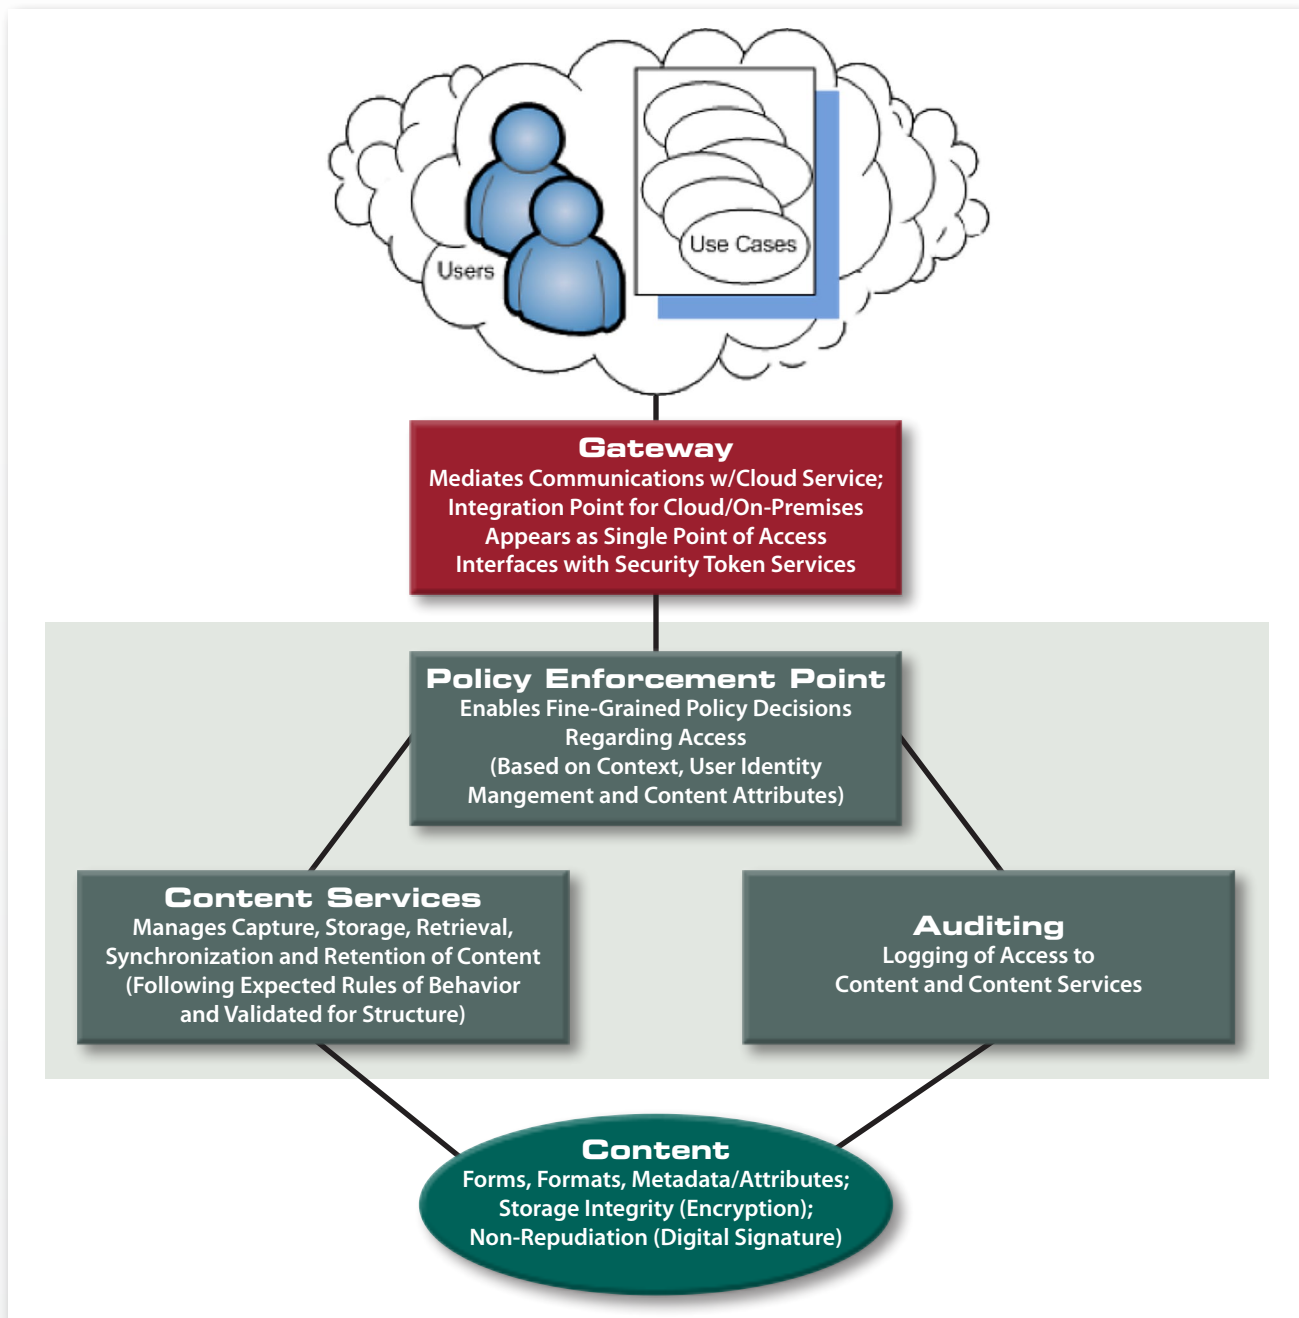 Users
Use Cases
Gateway
Mediates Communications w/Cloud Service;
Integration Point for Cloud/On-Premises
Appears as Single Point of Access
Interfaces with Security Token Services
Policy Enforcement Point
Enables Fine-Grained Policy Decisions
Regarding Access
(Based on Context, User Identity
Mangement and Content Attributes)
Content Services
Manages Capture, Storage, Retrieval,
Synchronization and Retention of Content
(Following Expected Rules of Behavior
and Validated for Structure)
Auditing
Logging of Access to
Content and Content Services
Content
Forms, Formats, Metadata/Attributes;
Storage Integrity (Encryption);
Non-Repudiation (Digital Signature)